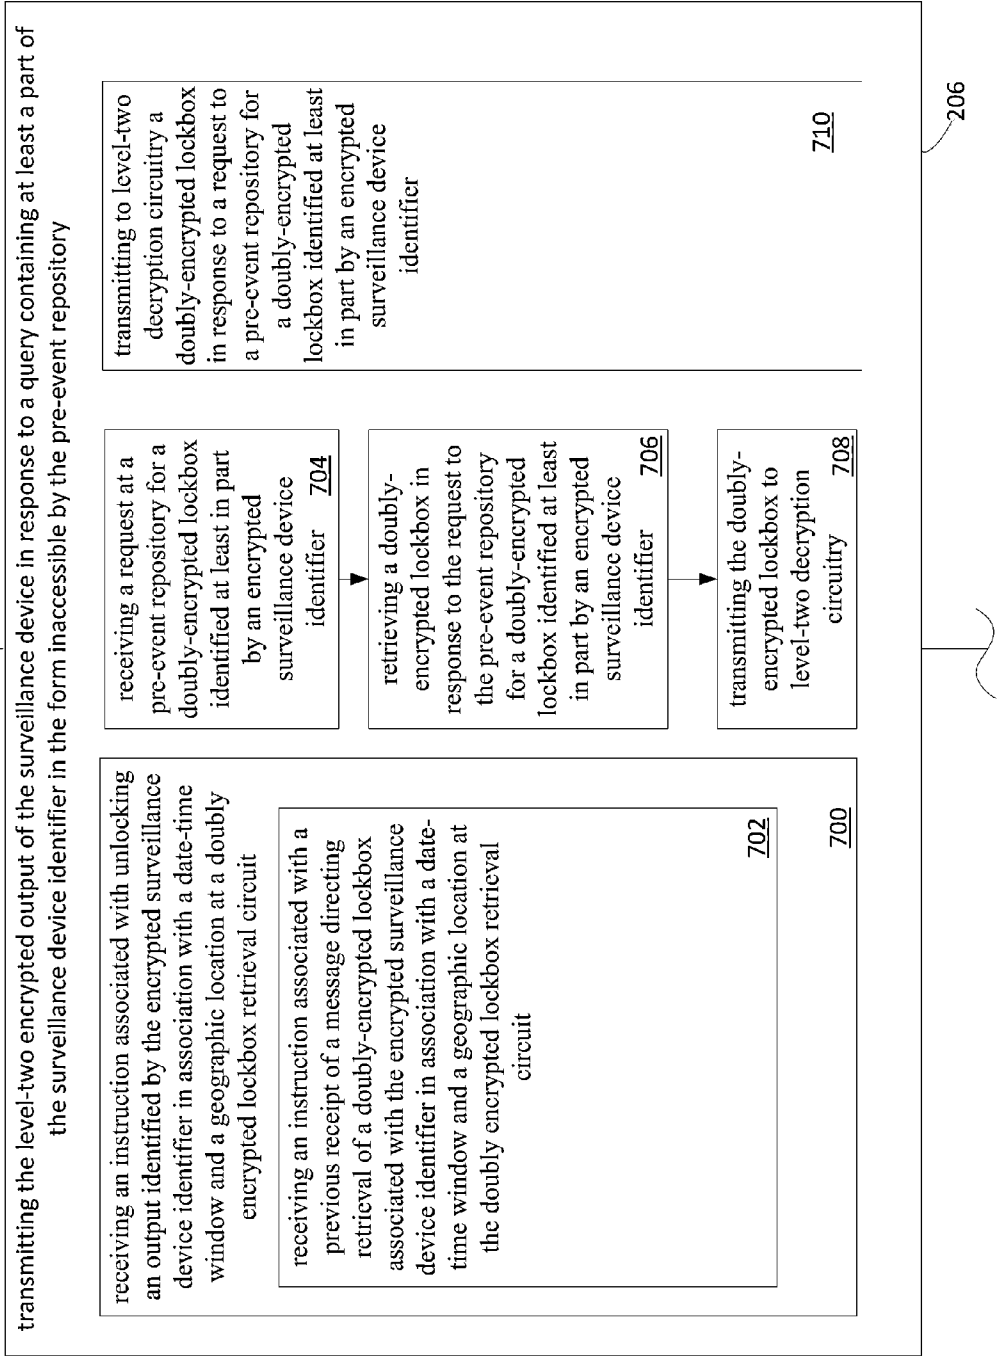 transmitting the level-two encrypted output of the surveillance device in response to a query containing at least a part of
the surveillance device identifier in the form inaccessible by the pre-event repository
receiving an instruction associated with unlocking
an output identified by the encrypted surveillance
device identifier in association with a date-time
window and a geographic location at a doubly
encrypted lockbox retrieval circuit
receiving an instruction associated with a
previous receipt of a message directing
retrieval of a doubly-encrypted lockbox
associated with the encrypted surveillance
device identifier in association with a date-
time window and a geographic location at
the doubly encrypted lockbox retrieval
circuit
702
700
receiving a request at a
pre-event repository for a
doubly-encrypted lockbox
identified at least in part
by an encrypted
surveillance device
identifier
704
retrieving a doubly-
encrypted lockbox in
response to the request to
the pre-event repository
for a doubly-encrypted
lockbox identified at least
in part by an encrypted
surveillance device
identifier
706
transmitting the doubly-
encrypted lockbox to
level-two decryption
circuitry
708
transmitting to level-two
decryption circuitry a
doubly-encrypted lockbox
in response to a request to
a pre-event repository for
a doubly-encrypted
lockbox identified at least
in part by an encrypted
surveillance device
identifier
710
206